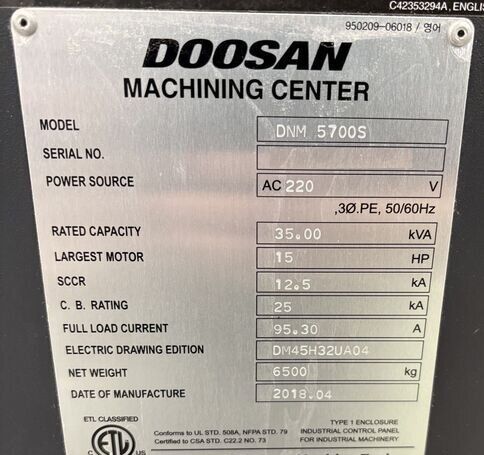 C42353294A, ENGLIS
950209-06018 / 영어
DOOSAN
MACHINING CENTER
MODEL DNM 5700S
SERIAL NO.
POWER SOURCE AC 220 V
,3Ø.PE, 50/60Hz
RATED CAPACITY 35.00 kVA
LARGEST MOTOR 15 HP
SCCR 12.5 kA
C. B. RATING 25 kA
FULL LOAD CURRENT 95.30 A
ELECTRIC DRAWING EDITION DM45H32UA04
NET WEIGHT 6500 kg
DATE OF MANUFACTURE 2018.04
ETL CLASSIFIED
C ETL US
Conforms to UL STD. 508A, NFPA STD. 79
Certified to CSA STD. C22.2 NO. 73
TYPE 1 ENCLOSURE
INDUSTRIAL CONTROL PANEL
FOR INDUSTRIAL MACHINERY